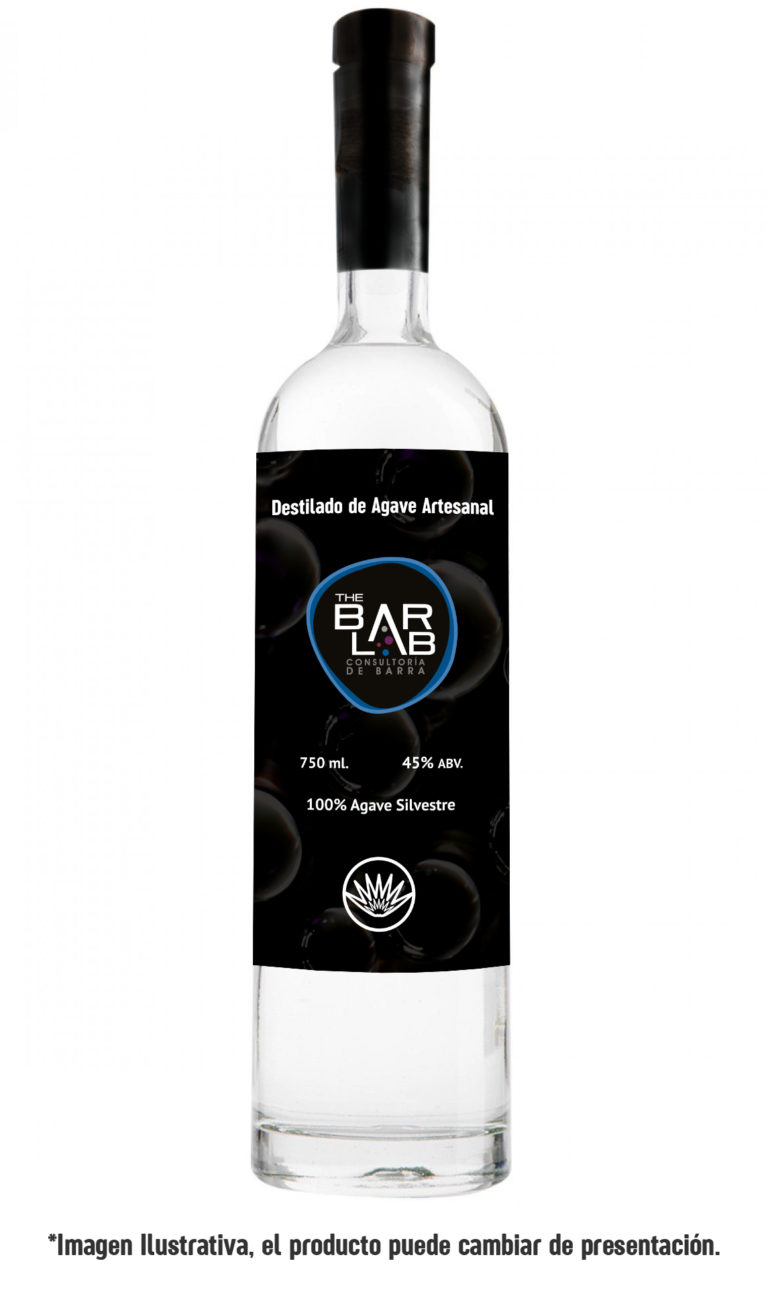 Destilado de Agave Artesanal
THE
BAR
LAB
CONSULTORÍA
DE BARRA
750 ml. 45% ABV.
100% Agave Silvestre
*Imagen Ilustrativa, el producto puede cambiar de presentación.